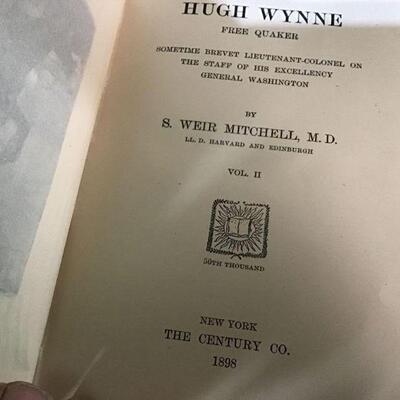 HUGH WYNNE
FREE QUAKER
SOMETIME BREVET LIEUTENANT-COLONEL ON
THE STAFF OF HIS EXCELLENCY
GENERAL WASHINGTON
BY
S. WEIR MITCHELL, M. D.
LL. D. HARVARD AND EDINBURGH
VOL. II
50TH THOUSAND
NEW YORK
THE CENTURY CO.
1898